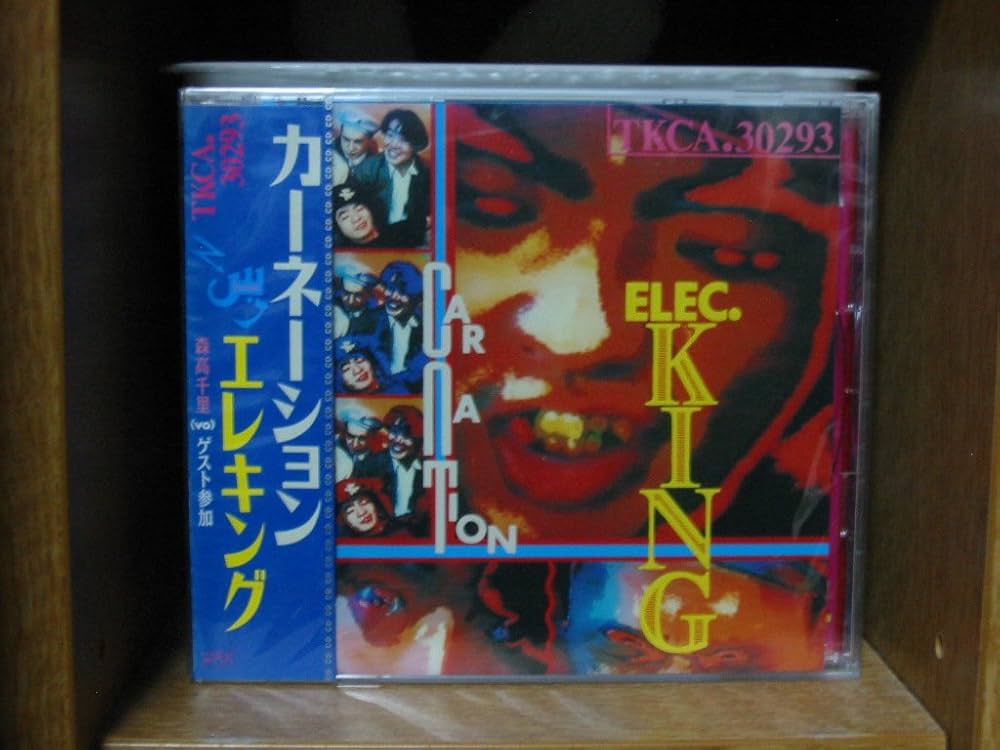 TKCA.
30293
カーネーション
NEW
エレキング
森高千里(vo)ゲスト参加
CARNATiON
TKCA.30293
ELEC.
KING